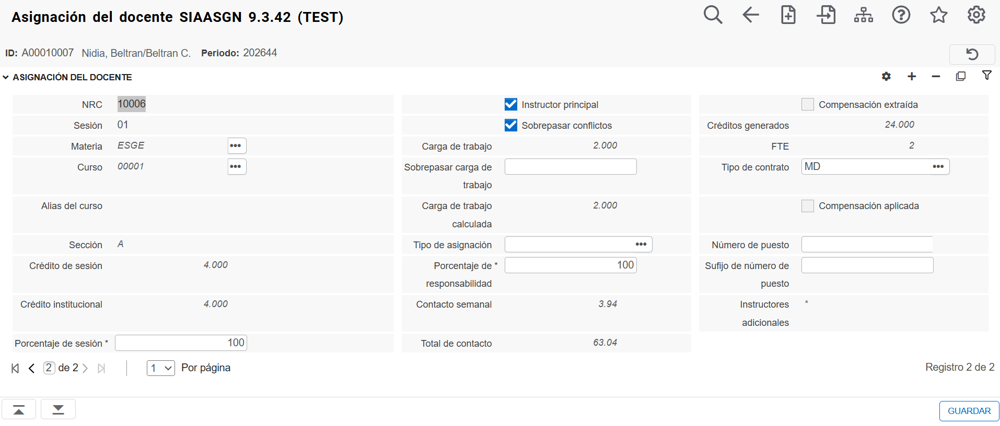 Asignación del docente SIAASGN 9.3.42 (TEST)
ID: A00010007 Nidia, Beltran/Beltran C. Periodo: 202644
ASIGNACIÓN DEL DOCENTE
NRC 10006
Instructor principal
Compensación extraída
Sesión 01
Sobrepasar conflictos
Créditos generados 24.000
Materia ESGE •••
Carga de trabajo 2.000
FTE 2
Curso 00001 •••
Sobrepasar carga de
trabajo
Tipo de contrato MD •••
Alias del curso
Carga de trabajo 2.000
calculada
Compensación aplicada
Sección A
Tipo de asignación •••
Número de puesto
Crédito de sesión 4.000
Porcentaje de * 100
responsabilidad
Sufijo de número de
puesto
Crédito institucional 4.000
Contacto semanal 3.94
Instructores *
adicionales
Porcentaje de sesión * 100
Total de contacto 63.04
2 de 2
1 Por página
Registro 2 de 2
GUARDAR